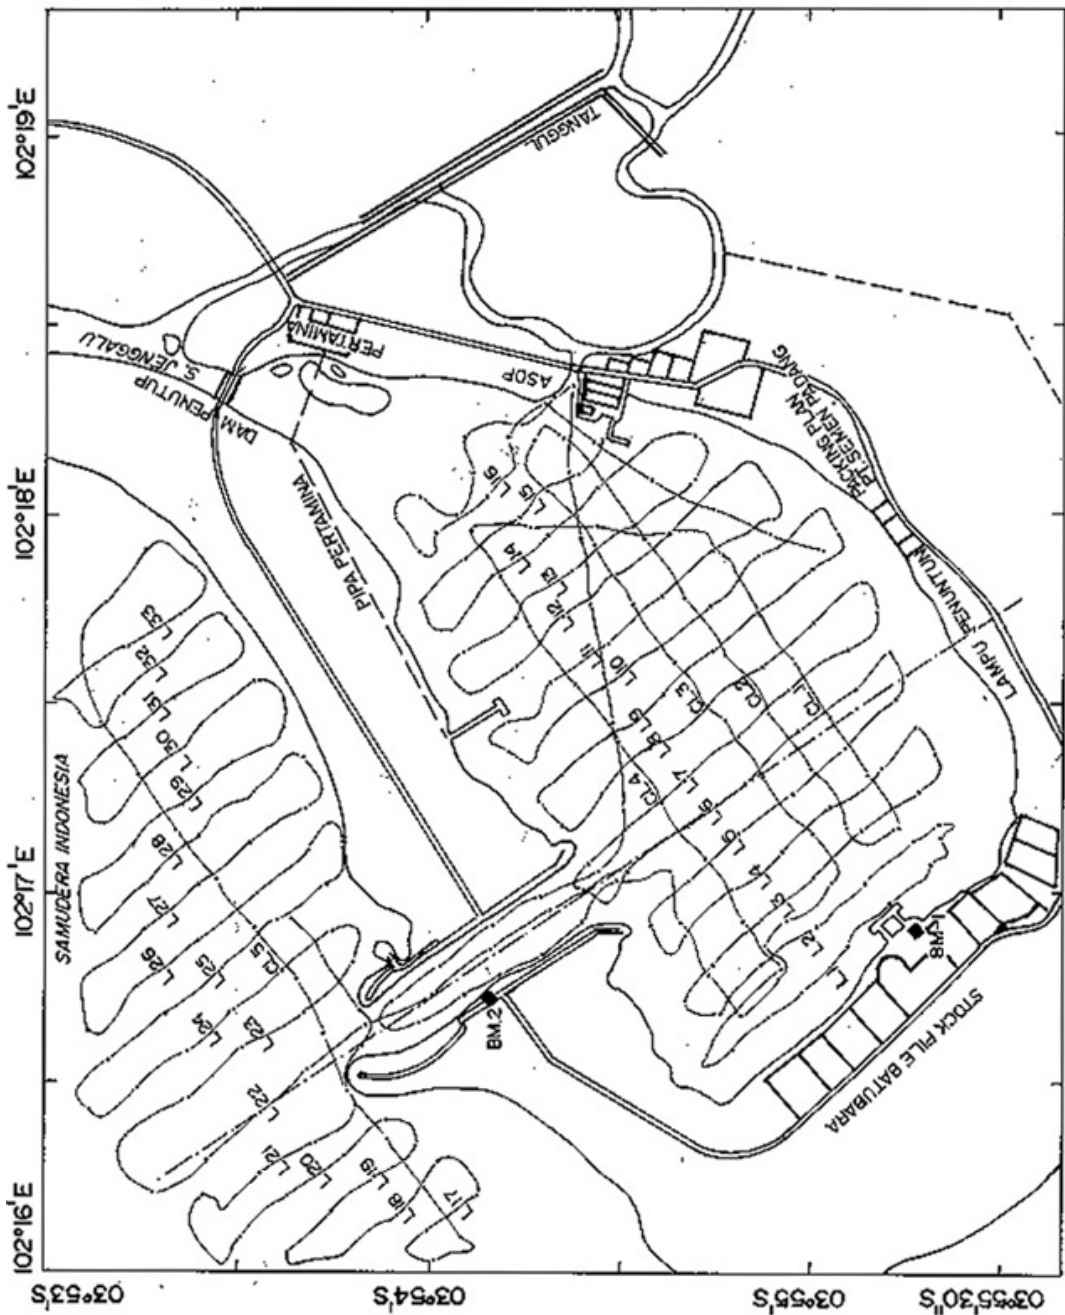 102°19'E
102°18'E
102°17'E
102°16'E
03°53'S
03°54'S
03°55'S
03°55'30"S
SAMUDERA INDONESIA
S. JENGGALU
DAM PENUTUP
PIPA PERTAMINA
PERTAMINA
TANGGUL
ASDP
PACKING PLAN
PT. SEMEN PADANG
LAMPU PENUNTUN
STOCK PILE BATUBARA
BM-1
BM.2
L.33
L.32
L.31
L.30
L.29
L.28
L.27
L.26
L.25
CL.5
L.24
L.23
L.22
L.21
L.20
L.19
L.18
L.17
L.16
L.15
L.14
L.13
L.12
L.11
L.10
L.9
L.8
L.7
L.6
L.5
L.4
L.3
L.2
L.1
CL.4
CL.3
CL.2
CL.1